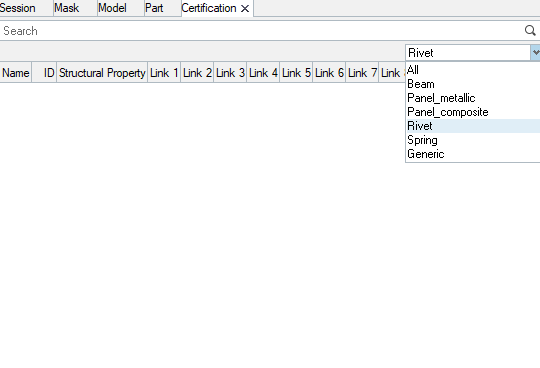 Session Mask Model Part Certification
Search
Rivet
Name ID Structural Property Link 1 Link 2 Link 3 Link 4 Link 5 Link 6 Link 7 Link
All
Beam
Panel_metallic
Panel_composite
Rivet
Spring
Generic